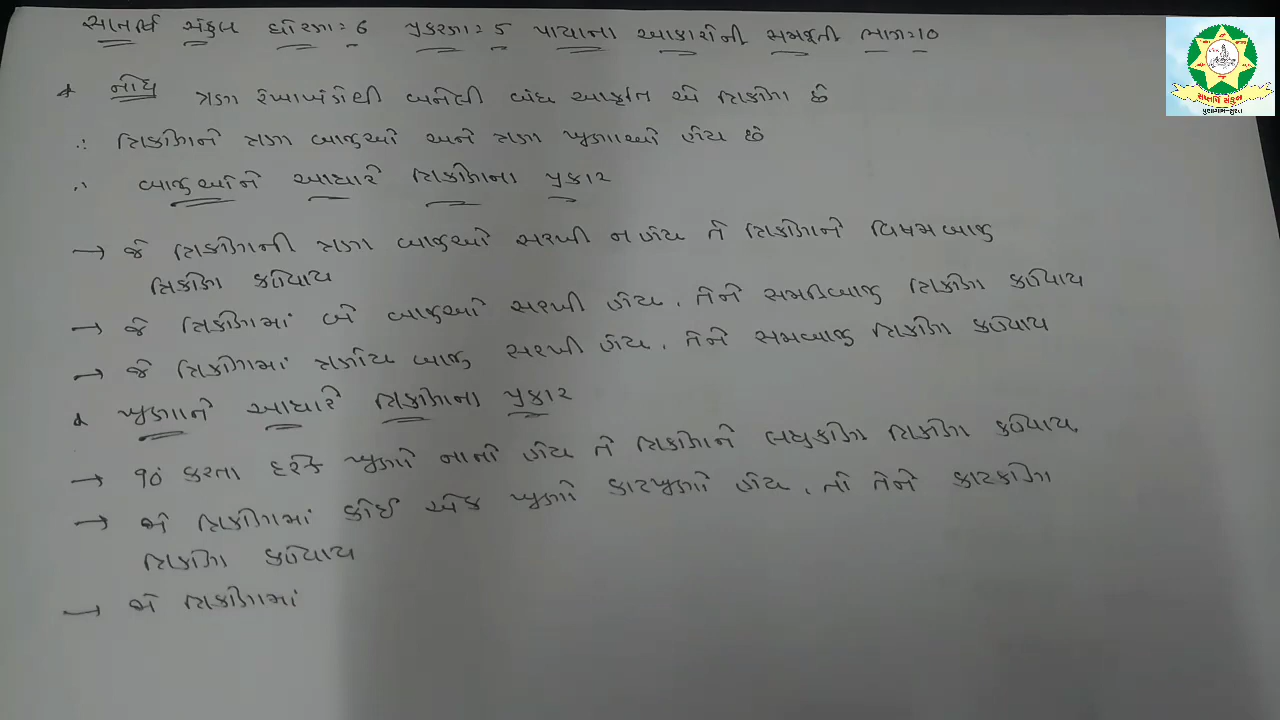 સાનર્ધિ સંકુલ ધોરણ: 6 પ્રકરણ: 5 પાયાના આકારોની સમજૂતી ભાગ: 10
* નોંધ ત્રણ રેખાખંડોથી બનેલી બંધ આકૃતિ એ ત્રિકોણ છે
∴ ત્રિકોણને ત્રણ બાજુઓ અને ત્રણ ખૂણાઓ હોય છે
∴ બાજુઓને આધારે ત્રિકોણના પ્રકાર
→ જે ત્રિકોણની ત્રણ બાજુઓ સરખી ન હોય તે ત્રિકોણને વિષમબાજુ
ત્રિકોણ કહેવાય
→ જે ત્રિકોણમાં બે બાજુઓ સરખી હોય. તેને સમદ્વિબાજુ ત્રિકોણ કહેવાય
→ જે ત્રિકોણમાં ત્રણેય બાજુ સરખી હોય. તેને સમબાજુ ત્રિકોણ કહેવાય
* ખૂણાને આધારે ત્રિકોણના પ્રકાર
→ ૧૦ં કરતા દરેક ખૂણો નાનો હોય તે ત્રિકોણને લઘુકોણ ત્રિકોણ કહેવાય.
→ જે ત્રિકોણમાં કોઈ એક ખૂણો કાટખૂણો હોય. તો તેને કાટકોણ
ત્રિકોણ કહેવાય
→ જે ત્રિકોણમાં